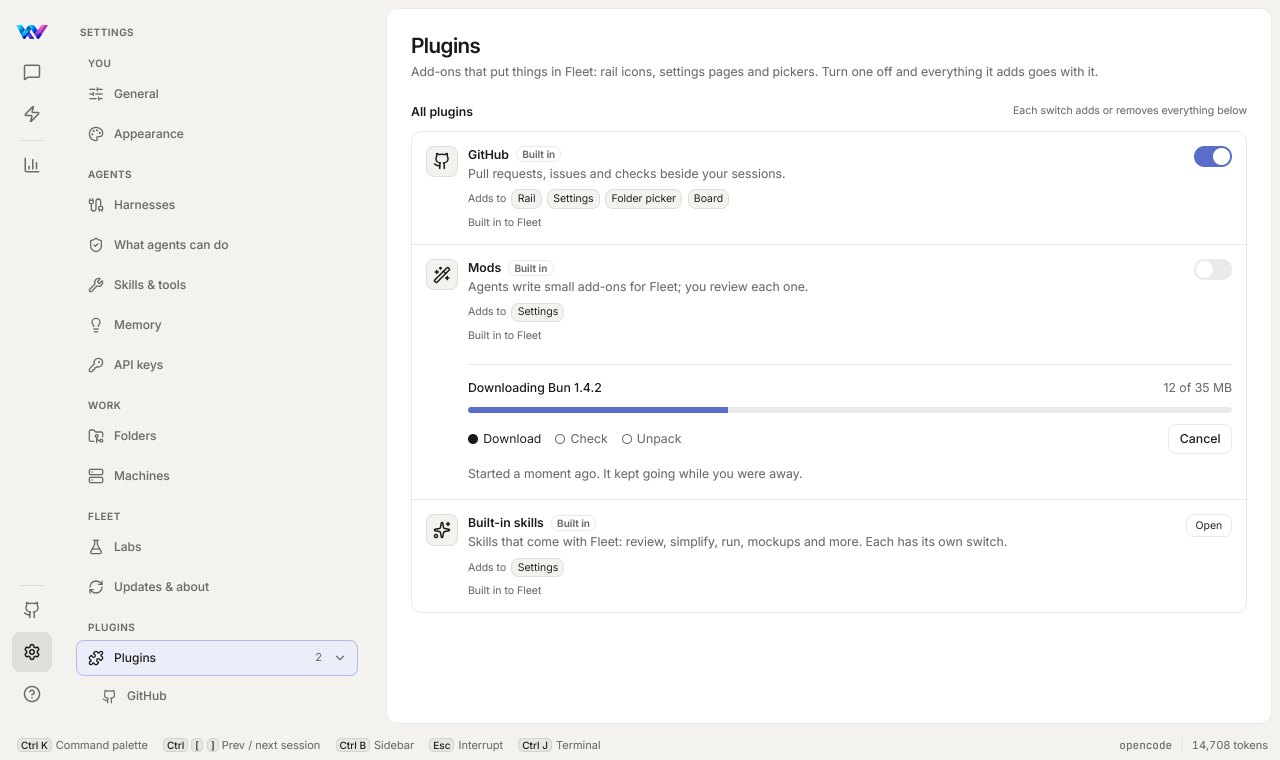 SETTINGS
YOU
General
Appearance
AGENTS
Harnesses
What agents can do
Skills & tools
Memory
API keys
WORK
Folders
Machines
FLEET
Labs
Updates & about
PLUGINS
Plugins 2
GitHub
Plugins
Add-ons that put things in Fleet: rail icons, settings pages and pickers. Turn one off and everything it adds goes with it.
All plugins Each switch adds or removes everything below
GitHub Built in
Pull requests, issues and checks beside your sessions.
Adds to Rail Settings Folder picker Board
Built in to Fleet
Mods Built in
Agents write small add-ons for Fleet; you review each one.
Adds to Settings
Built in to Fleet
Downloading Bun 1.4.2 12 of 35 MB
Download Check Unpack Cancel
Started a moment ago. It kept going while you were away.
Built-in skills Built in Open
Skills that come with Fleet: review, simplify, run, mockups and more. Each has its own switch.
Adds to Settings
Built in to Fleet
Ctrl K Command palette Ctrl [ ] Prev / next session Ctrl B Sidebar Esc Interrupt Ctrl J Terminal opencode 14,708 tokens